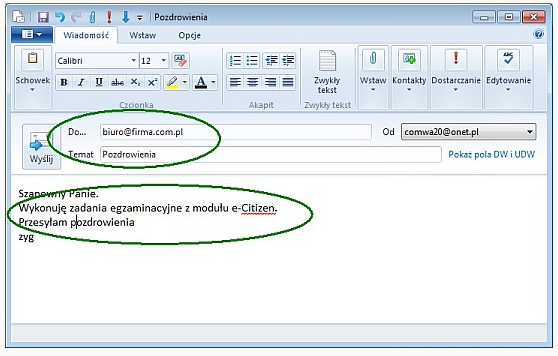 Pozdrowienia
Wiadomość Wstaw Opcje
Calibri 12
B I U abc X₂ X² A
Schowek
Czcionka
Akapit
Zwykły tekst
Zwykły tekst
Wstaw
Kontakty
Dostarczanie
ABC
Edytowanie
Do... biuro@firma.com.pl Od comwa20@onet.pl
Temat Pozdrowienia Pokaż pola DW i UDW
Wyślij
Szanowny Panie.
Wykonuję zadania egzaminacyjne z modułu e-Citizen.
Przesyłam pozdrowienia
zyg